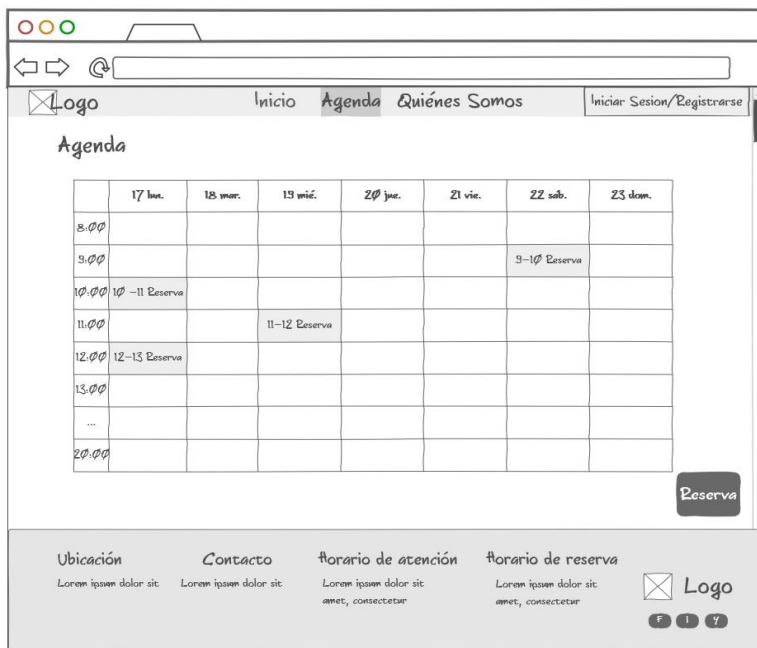 Logo Inicio Agenda Quiénes Somos Iniciar Sesion/Registrarse
Agenda
17 lun. 18 mar. 19 mié. 20 jue. 21 vie. 22 sab. 23 dom.
8:00
9:00 9-10 Reserva
10:00 10 -11 Reserva
11:00 11-12 Reserva
12:00 12-13 Reserva
13:00
...
20:00
Reserva
Ubicación Contacto Horario de atención Horario de reserva
Lorem ipsum dolor sit Lorem ipsum dolor sit Lorem ipsum dolor sit Lorem ipsum dolor sit
amet, consectetur amet, consectetur
Logo
F I Y